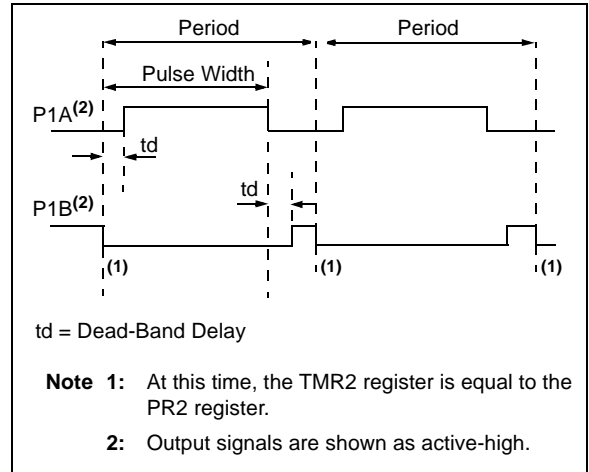 Period Period
Pulse Width
P1A(2)
td
td
P1B(2)
(1) (1) (1)
td = Dead-Band Delay
Note 1: At this time, the TMR2 register is equal to the
PR2 register.
2: Output signals are shown as active-high.